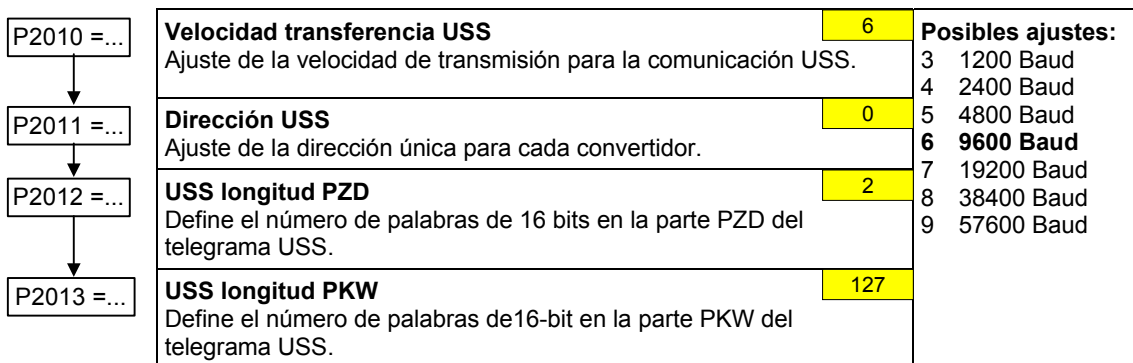 P2010 =...
Velocidad transferencia USS
6
Ajuste de la velocidad de transmisión para la comunicación USS.
P2011 =...
Dirección USS
0
Ajuste de la dirección única para cada convertidor.
P2012 =...
USS longitud PZD
2
Define el número de palabras de 16 bits en la parte PZD del
telegrama USS.
P2013 =...
USS longitud PKW
127
Define el número de palabras de16-bit en la parte PKW del
telegrama USS.
Posibles ajustes:
3 1200 Baud
4 2400 Baud
5 4800 Baud
6 9600 Baud
7 19200 Baud
8 38400 Baud
9 57600 Baud